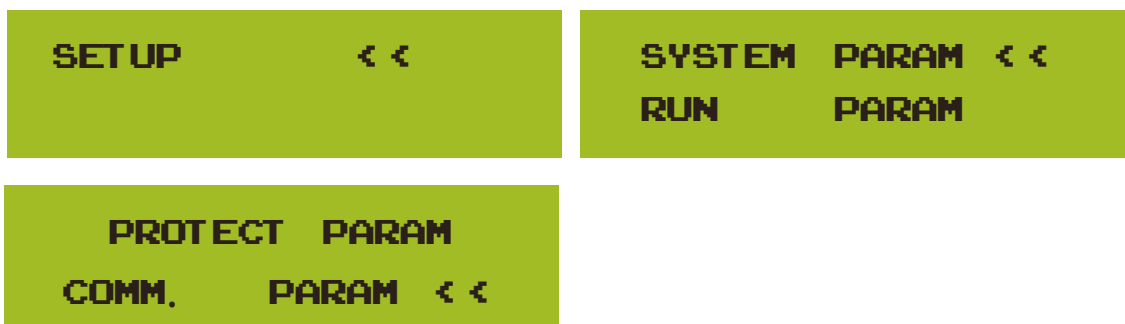 SETUP <<
SYSTEM PARAM <<
RUN PARAM
PROTECT PARAM
COMM. PARAM <<